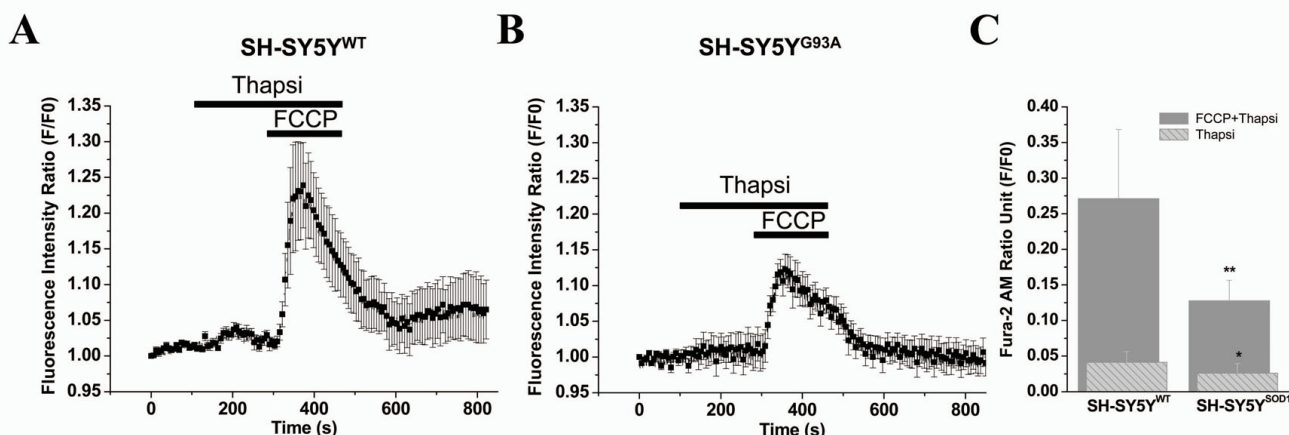 A
SH-SY5Y^WT
Thapsi
FCCP
Fluorescence Intensity Ratio (F/F0)
1.35
1.30
1.25
1.20
1.15
1.10
1.05
1.00
0.95
0 200 400 600 800
Time (s)
B
SH-SY5Y^G93A
Thapsi
FCCP
Fluorescence Intensity Ratio (F/F0)
1.35
1.30
1.25
1.20
1.15
1.10
1.05
1.00
0.95
0 200 400 600 800
Time (s)
C
FCCP+Thapsi
Thapsi
Fura-2 AM Ratio Unit (F/F0)
0.40
0.35
0.30
0.25
0.20
0.15
0.10
0.05
0.00
**
*
SH-SY5Y^WT SH-SY5Y^SOD1